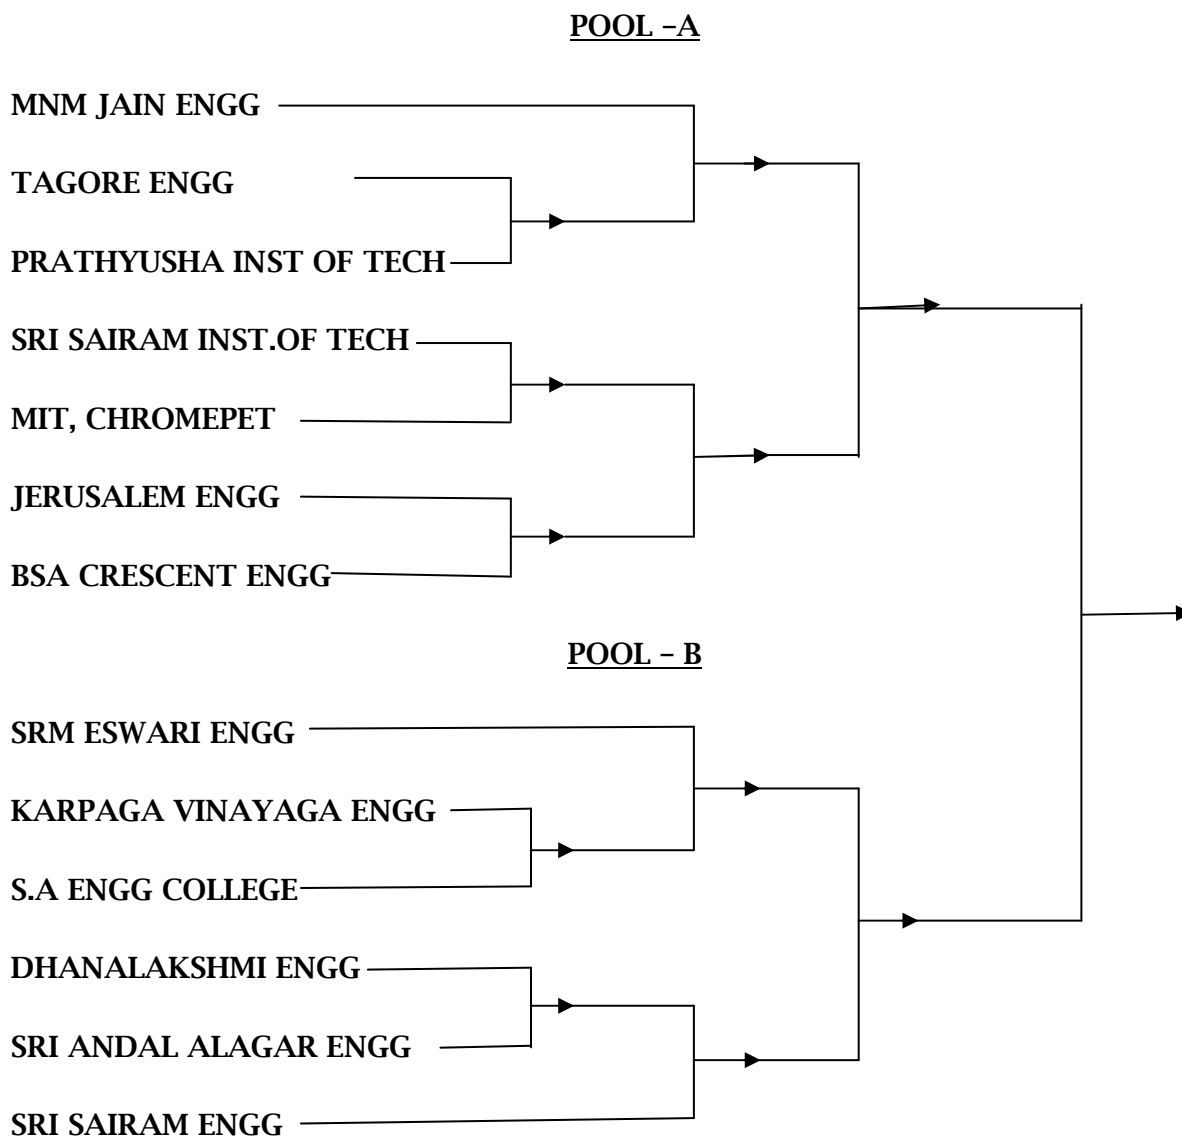 POOL –A
MNM JAIN ENGG
TAGORE ENGG
PRATHYUSHA INST OF TECH
SRI SAIRAM INST.OF TECH
MIT, CHROMEPET
JERUSALEM ENGG
BSA CRESCENT ENGG
POOL – B
SRM ESWARI ENGG
KARPAGA VINAYAGA ENGG
S.A ENGG COLLEGE
DHANALAKSHMI ENGG
SRI ANDAL ALAGAR ENGG
SRI SAIRAM ENGG